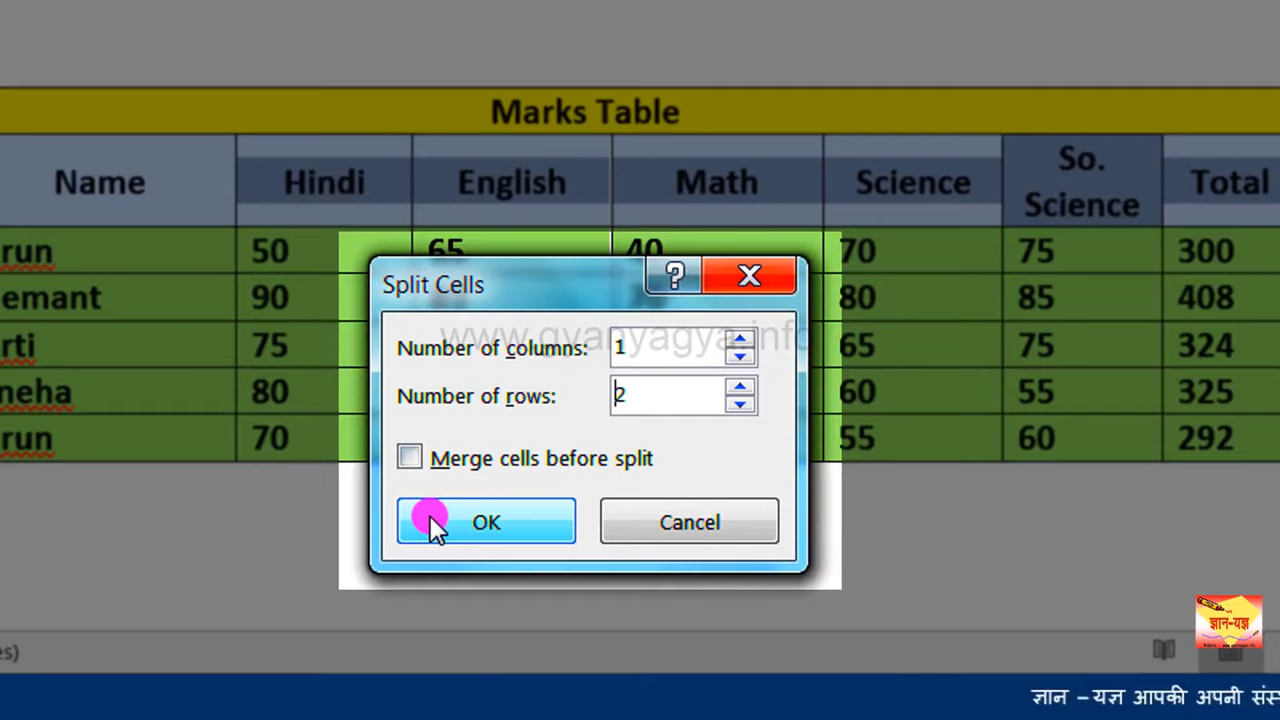 Marks Table
Name Hindi English Math Science So. Science Total
run 50 65 40 70 75 300
emant 90 80 85 408
rti 75 65 75 324
neha 80 60 55 325
run 70 55 60 292
Split Cells
www.gyanyagya.info
Number of columns: 1
Number of rows: 2
Merge cells before split
OK Cancel
ज्ञान-यज्ञ
es)
ज्ञान – यज्ञ आपकी अपनी संस